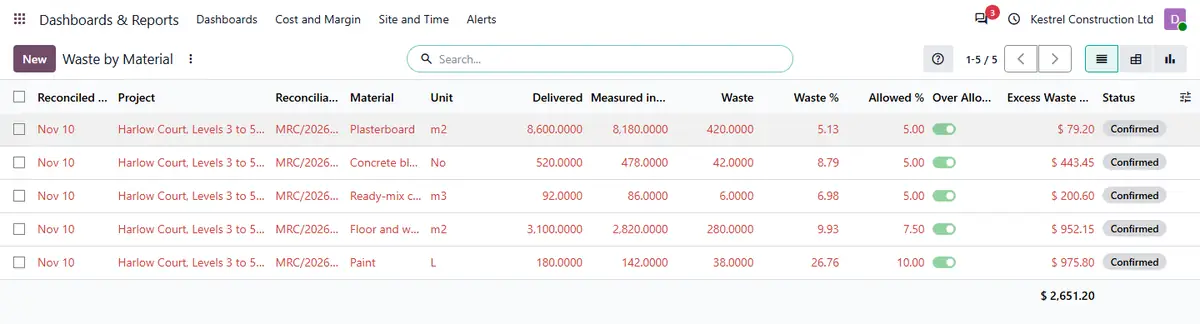 Dashboards & Reports Dashboards Cost and Margin Site and Time Alerts 3 Kestrel Construction Ltd D
New Waste by Material Search... 1-5 / 5
Reconciled ... Project Reconcilia... Material Unit Delivered Measured in... Waste Waste % Allowed % Over Allo... Excess Waste ... Status
Nov 10 Harlow Court, Levels 3 to 5... MRC/2026... Plasterboard m2 8,600.0000 8,180.0000 420.0000 5.13 5.00 $ 79.20 Confirmed
Nov 10 Harlow Court, Levels 3 to 5... MRC/2026... Concrete bl... No 520.0000 478.0000 42.0000 8.79 5.00 $ 443.45 Confirmed
Nov 10 Harlow Court, Levels 3 to 5... MRC/2026... Ready-mix c... m3 92.0000 86.0000 6.0000 6.98 5.00 $ 200.60 Confirmed
Nov 10 Harlow Court, Levels 3 to 5... MRC/2026... Floor and w... m2 3,100.0000 2,820.0000 280.0000 9.93 7.50 $ 952.15 Confirmed
Nov 10 Harlow Court, Levels 3 to 5... MRC/2026... Paint L 180.0000 142.0000 38.0000 26.76 10.00 $ 975.80 Confirmed
$ 2,651.20